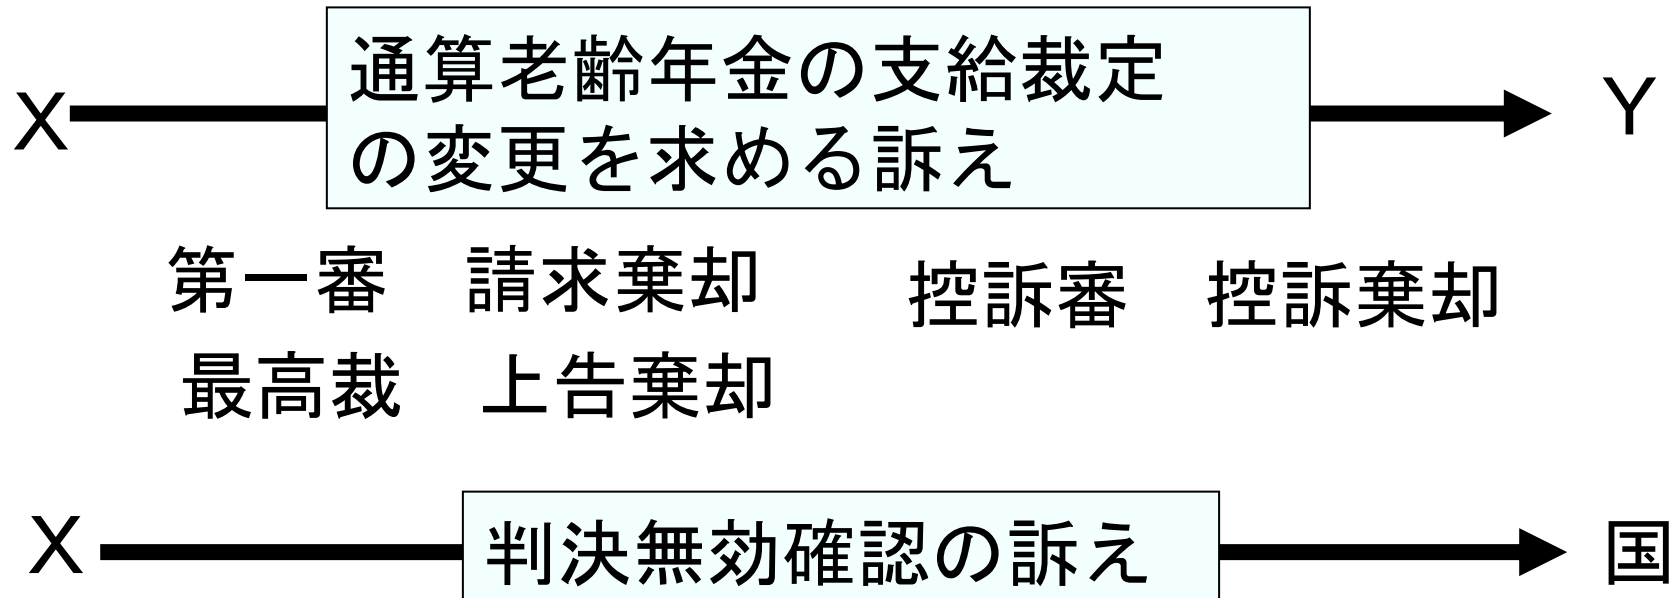 X 通算老齢年金の支給裁定 Y
の変更を求める訴え
第一審 請求棄却 控訴審 控訴棄却
最高裁 上告棄却
X 判決無効確認の訴え 国